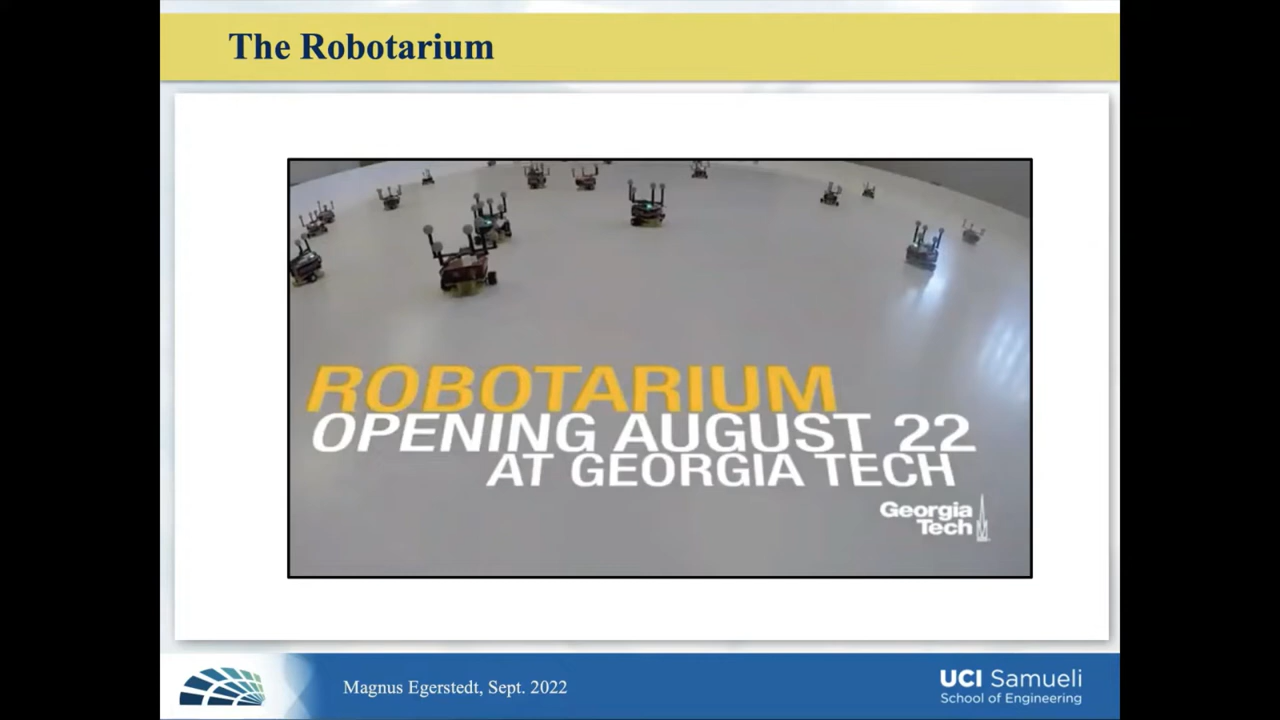 The Robotarium
ROBOTARIUM
OPENING AUGUST 22
AT GEORGIA TECH
Georgia
Tech
Magnus Egerstedt, Sept. 2022
UCI Samueli
School of Engineering